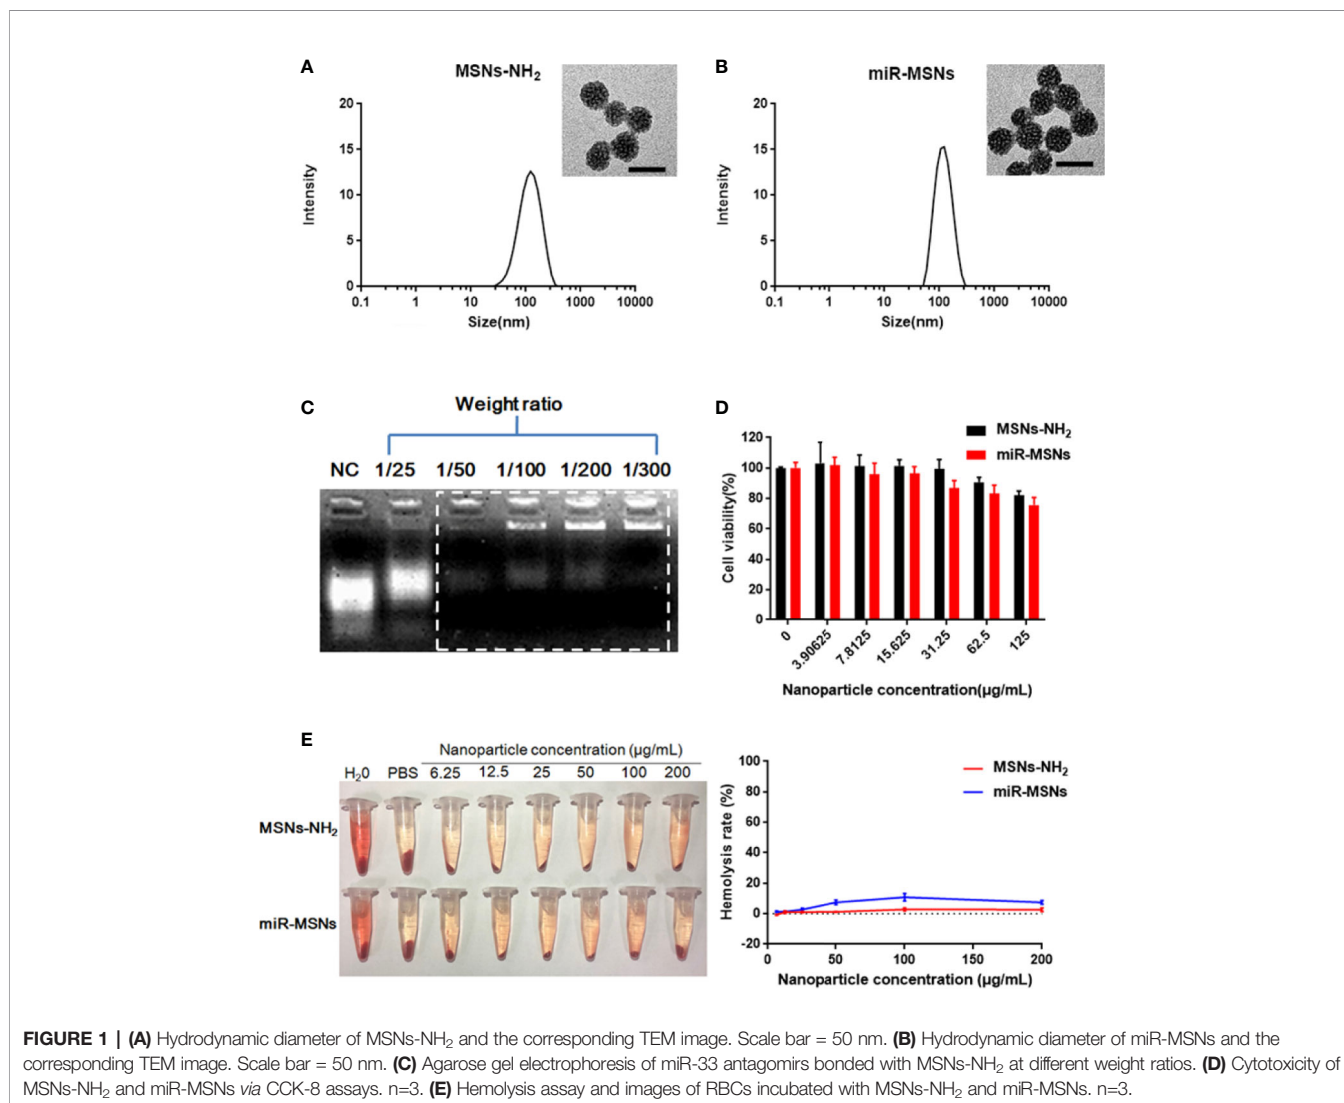 A
MSNs-NH2
20
15
10
5
0
Intensity
0.1 1 10 100 1000 10000
Size(nm)
B
miR-MSNs
20
15
10
5
0
Intensity
0.1 1 10 100 1000 10000
Size(nm)
C
Weight ratio
NC 1/25 1/50 1/100 1/200 1/300
D
MSNs-NH2
miR-MSNs
120
100
80
60
40
20
0
Cell viability(%)
0 3.90625 7.8125 15.625 31.25 62.5 125
Nanoparticle concentration(µg/mL)
E
Nanoparticle concentration (µg/mL)
H20 PBS 6.25 12.5 25 50 100 200
MSNs-NH2
miR-MSNs
MSNs-NH2
miR-MSNs
100
80
60
40
20
0
-20
Hemolysis rate (%)
0 50 100 150 200
Nanoparticle concentration (µg/mL)
FIGURE 1 | (A) Hydrodynamic diameter of MSNs-NH2 and the corresponding TEM image. Scale bar = 50 nm. (B) Hydrodynamic diameter of miR-MSNs and the
corresponding TEM image. Scale bar = 50 nm. (C) Agarose gel electrophoresis of miR-33 antagomirs bonded with MSNs-NH2 at different weight ratios. (D) Cytotoxicity of
MSNs-NH2 and miR-MSNs via CCK-8 assays. n=3. (E) Hemolysis assay and images of RBCs incubated with MSNs-NH2 and miR-MSNs. n=3.